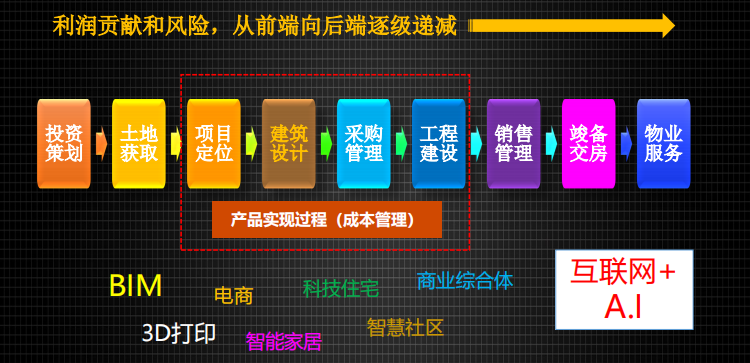 利润贡献和风险，从前端向后端逐级递减
投资
策划
土地
获取
项目
定位
建筑
设计
采购
管理
工程
建设
销售
管理
竣备
交房
物业
服务
产品实现过程（成本管理）
BIM
电商
科技住宅
商业综合体
3D打印
智能家居
智慧社区
互联网+
A.I